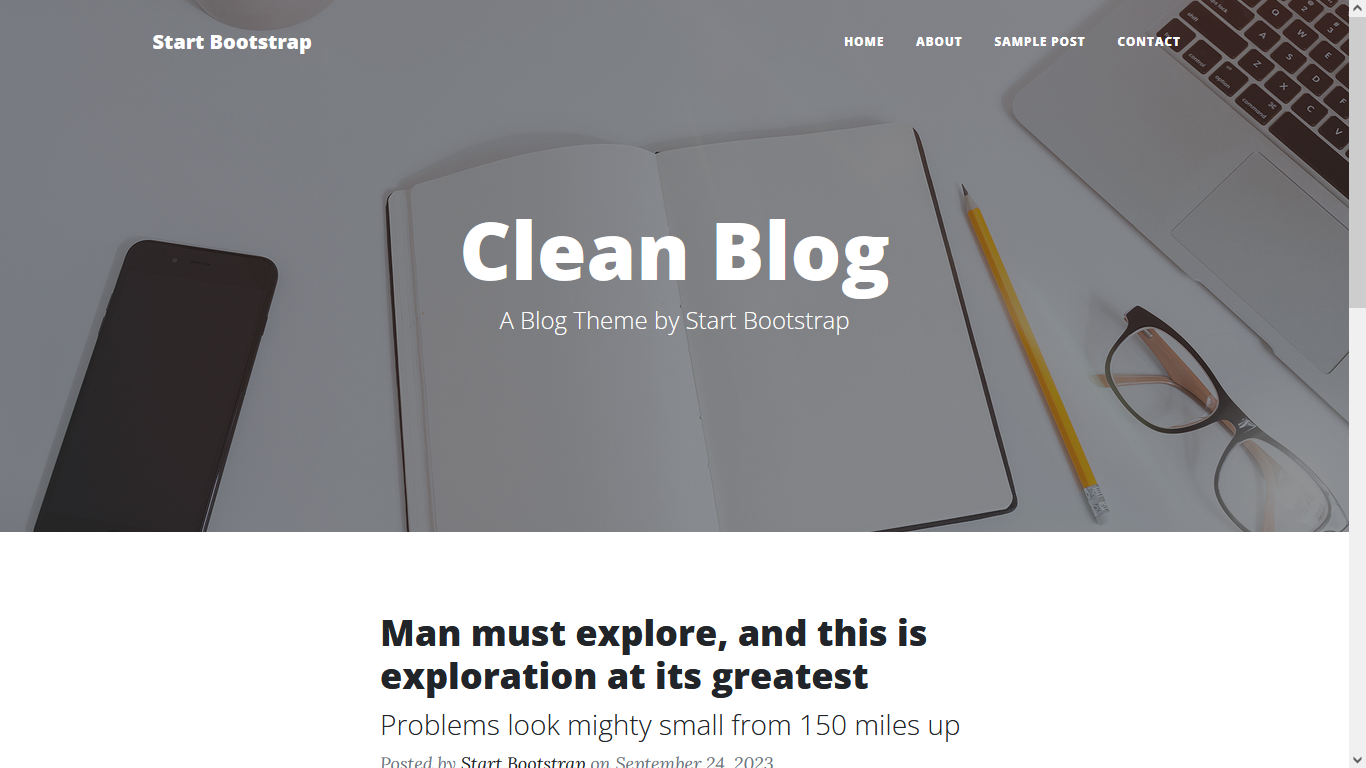 Start Bootstrap
HOME ABOUT SAMPLE POST CONTACT
Clean Blog
A Blog Theme by Start Bootstrap
Man must explore, and this is
exploration at its greatest
Problems look mighty small from 150 miles up
Posted by Start Bootstrap on September 24, 2023